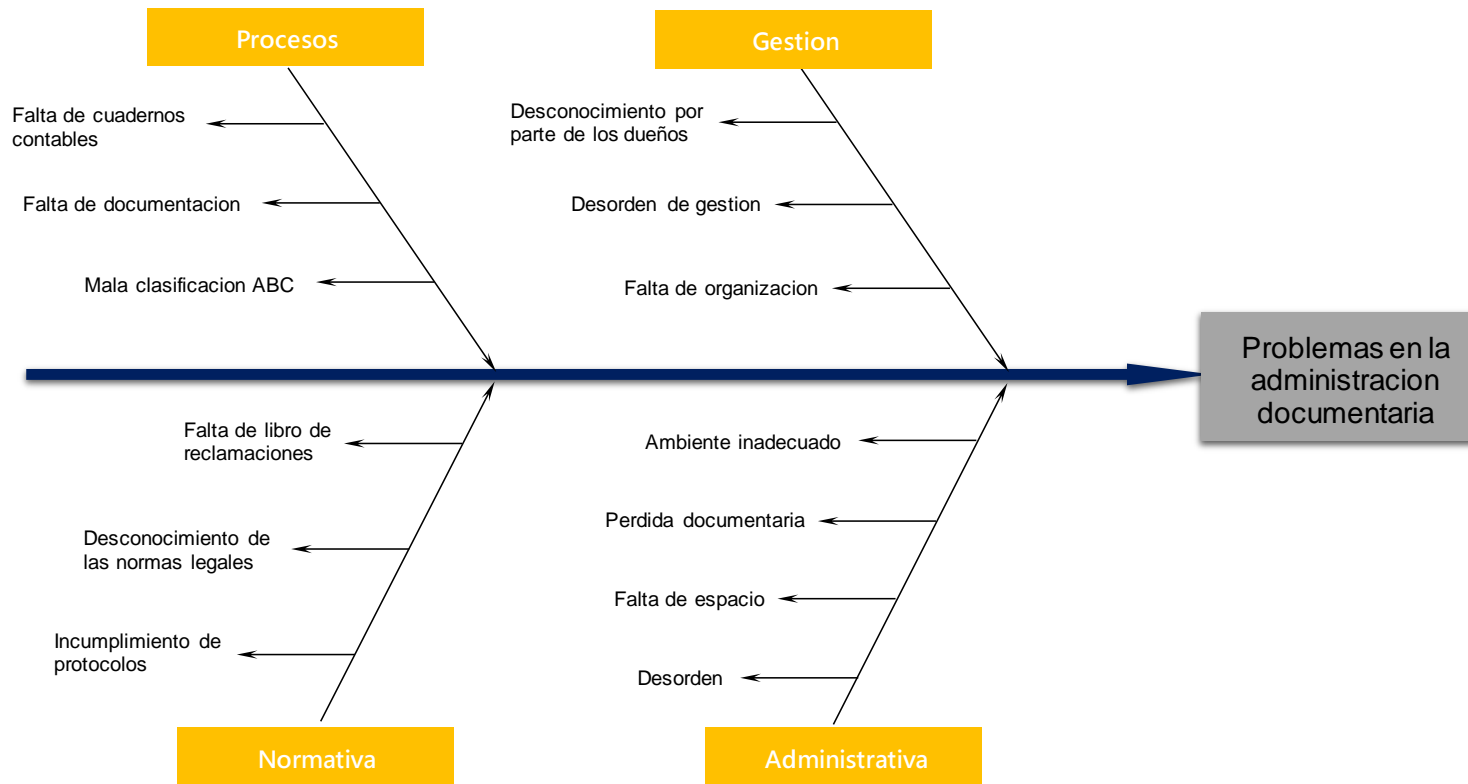 Procesos
Gestion
Falta de cuadernos
contables
Desconocimiento por
parte de los dueños
Falta de documentacion
Desorden de gestion
Mala clasificacion ABC
Falta de organizacion
Problemas en la
administracion
documentaria
Falta de libro de
reclamaciones
Ambiente inadecuado
Desconocimiento de
las normas legales
Perdida documentaria
Falta de espacio
Incumplimiento de
protocolos
Desorden
Normativa
Administrativa